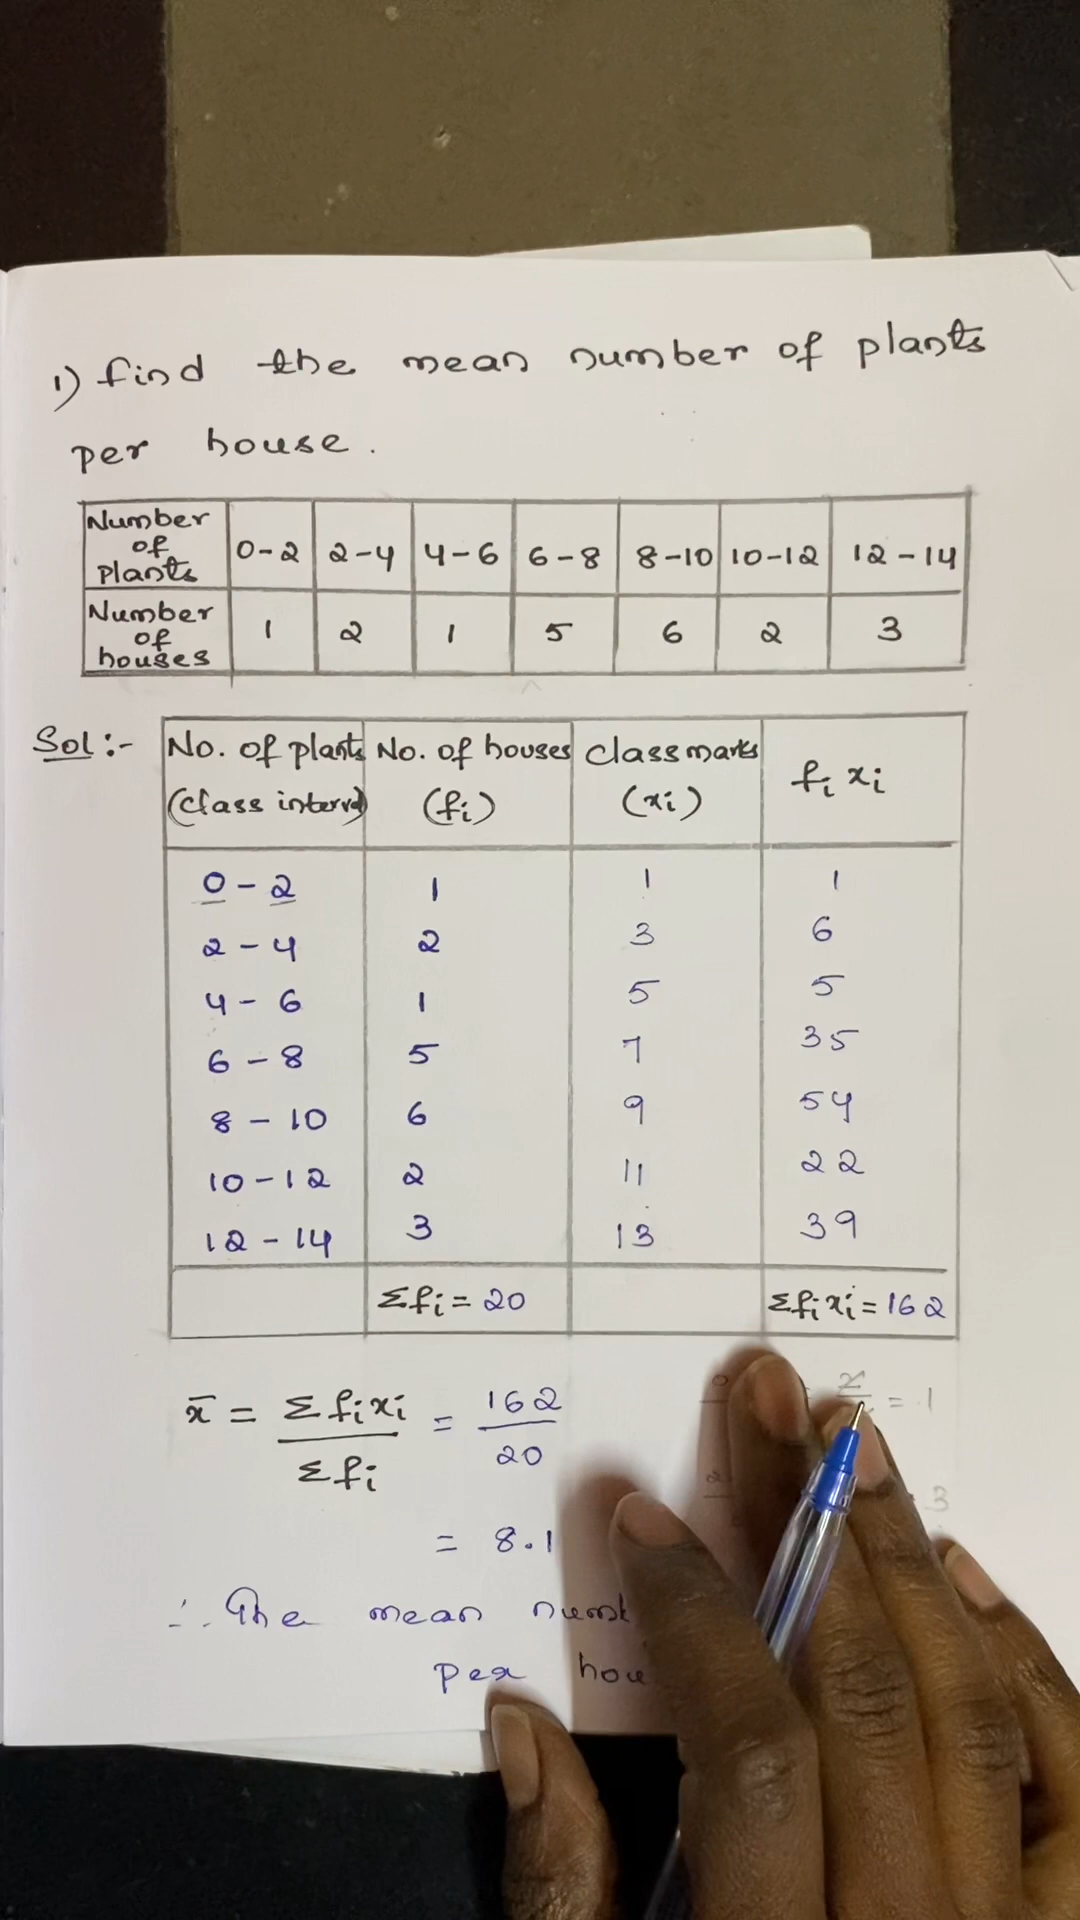 1) find the mean number of plants
per house.
Number of plants 0-2 2-4 4-6 6-8 8-10 10-12 12-14
Number of houses 1 2 1 5 6 2 3
Sol:-
No. of plants (class interval) No. of houses (fi) Class marks (xi) fi xi
0-2 1 1 1
2-4 2 3 6
4-6 1 5 5
6-8 5 7 35
8-10 6 9 54
10-12 2 11 22
12-14 3 13 39
Σfi = 20 Σfixi = 162
x̄ = Σfixi / Σfi = 162 / 20
= 8.1
= 1
3
∴ The mean
per